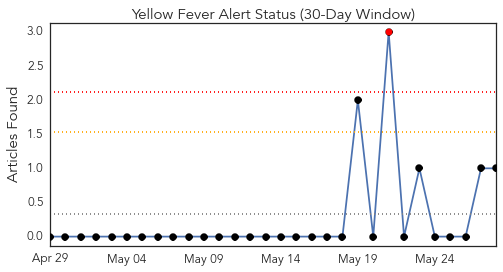 Yellow Fever Alert Status (30-Day Window)
Articles Found
3.0
2.5
2.0
1.5
1.0
0.5
0.0
Apr 29 May 04 May 09 May 14 May 19 May 24